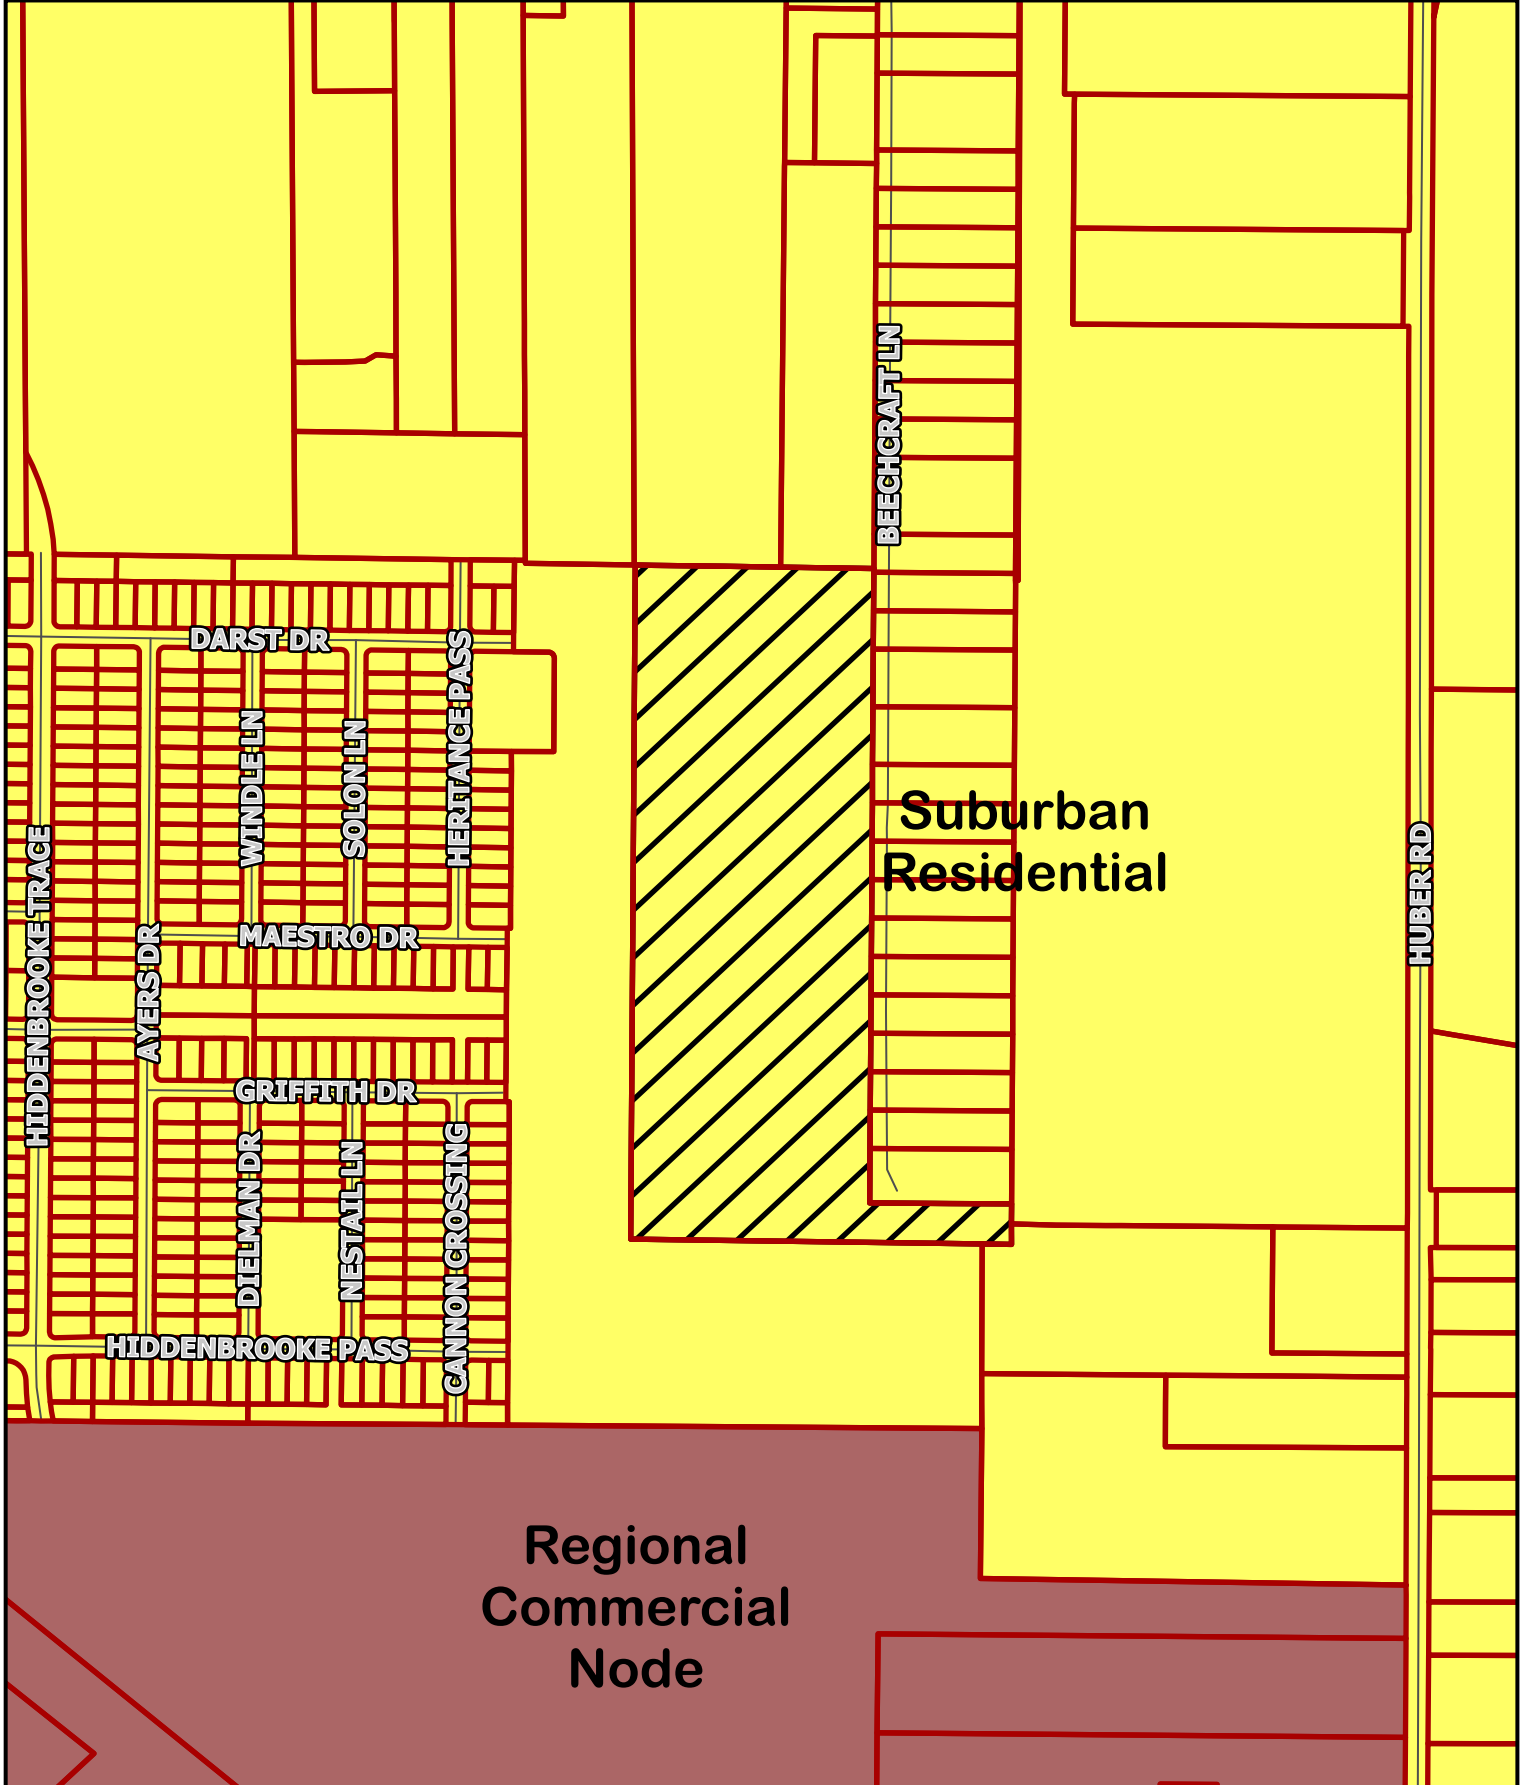 BEECHCRAFT LN
DARST DR
HERITANCE PASS
WINDLE LN
SOLON LN
Suburban
Residential
HIDDENBROOKE TRACE
HUBER RD
AYERS DR
MAESTRO DR
GRIFFITH DR
DIELMAN DR
NESTAIL LN
CANNON CROSSING
HIDDENBROOKE PASS
Regional
Commercial
Node